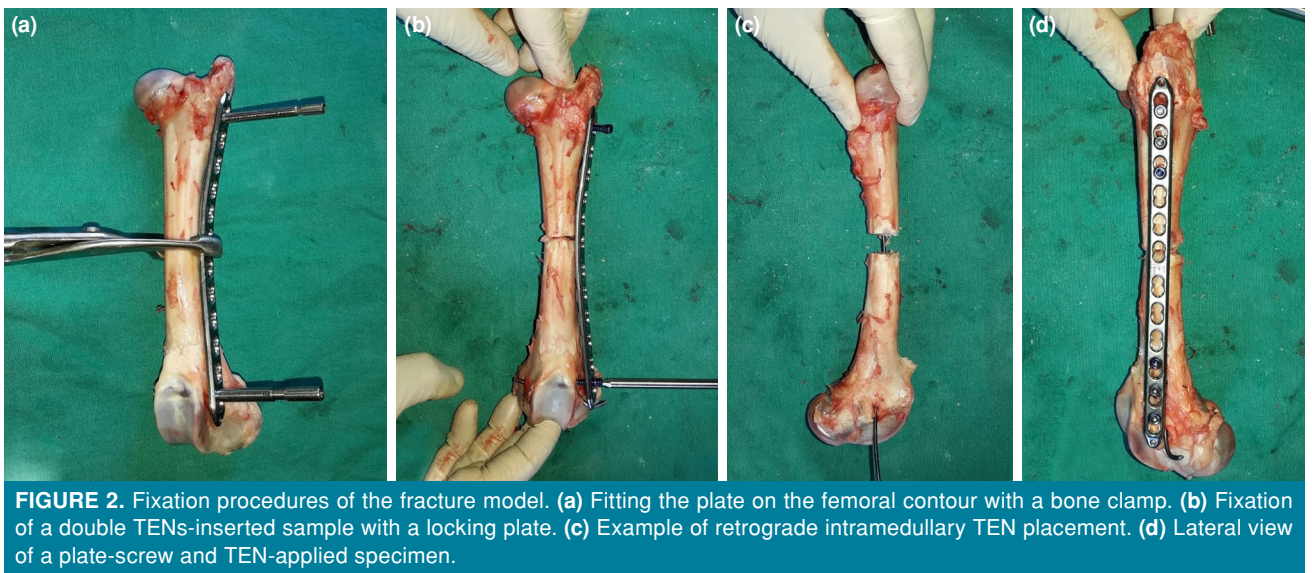 (a)
(b)
(c)
(d)
FIGURE 2. Fixation procedures of the fracture model. (a) Fitting the plate on the femoral contour with a bone clamp. (b) Fixation
of a double TENs-inserted sample with a locking plate. (c) Example of retrograde intramedullary TEN placement. (d) Lateral view
of a plate-screw and TEN-applied specimen.